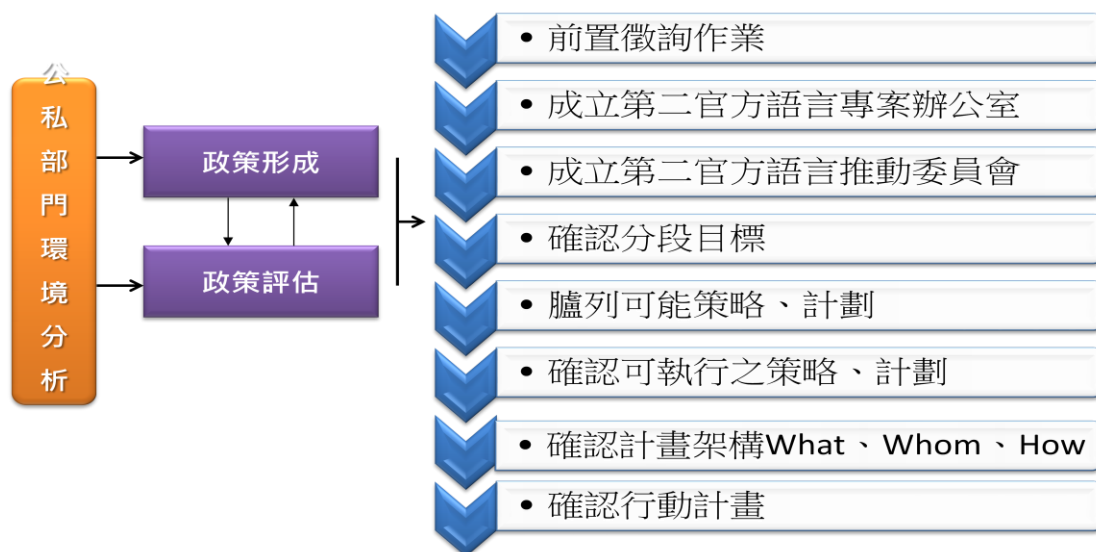 公私部門環境分析
政策形成
政策評估
• 前置徵詢作業
• 成立第二官方語言專案辦公室
• 成立第二官方語言推動委員會
• 確認分段目標
• 臚列可能策略、計劃
• 確認可執行之策略、計劃
• 確認計畫架構What、Whom、How
• 確認行動計畫